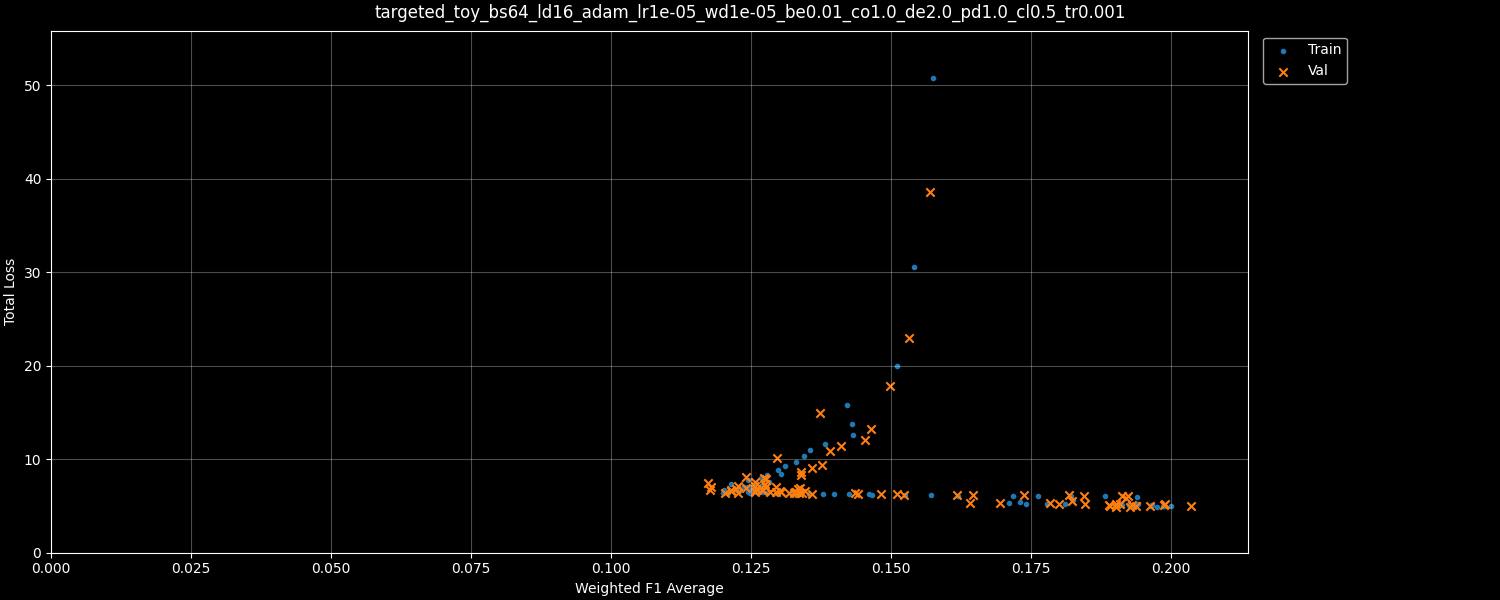 targeted_toy_bs64_ld16_adam_lr1e-05_wd1e-05_be0.01_co1.0_de2.0_pd1.0_cl0.5_tr0.001
Train
Val
50
40
30
20
10
0
Total Loss
0.000 0.025 0.050 0.075 0.100 0.125 0.150 0.175 0.200
Weighted F1 Average